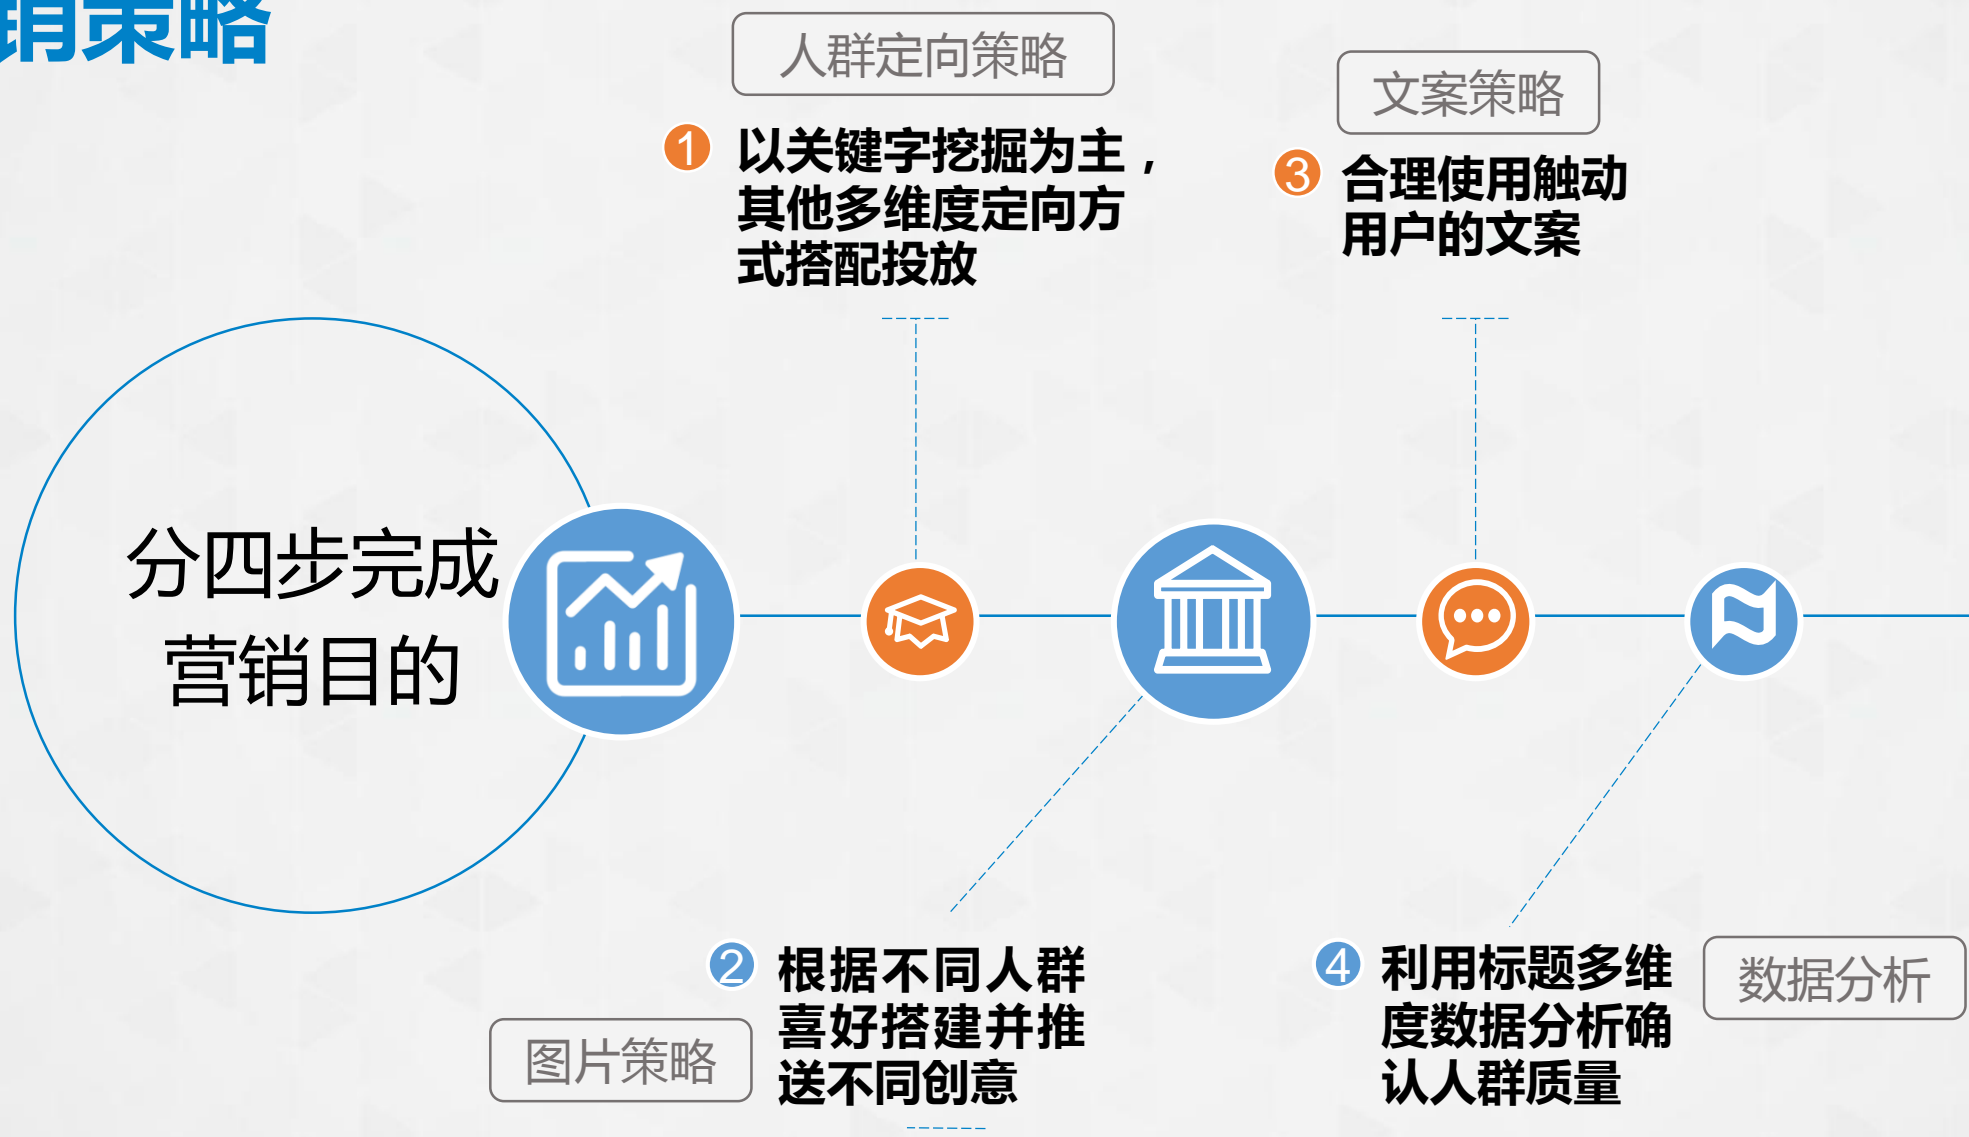 销策略
人群定向策略
1
以关键字挖掘为主，
其他多维度定向方
式搭配投放
文案策略
3
合理使用触动
用户的文案
分四步完成
营销目的
2
根据不同人群
喜好搭建并推
送不同创意
图片策略
4
利用标题多维
度数据分析确
认人群质量
数据分析